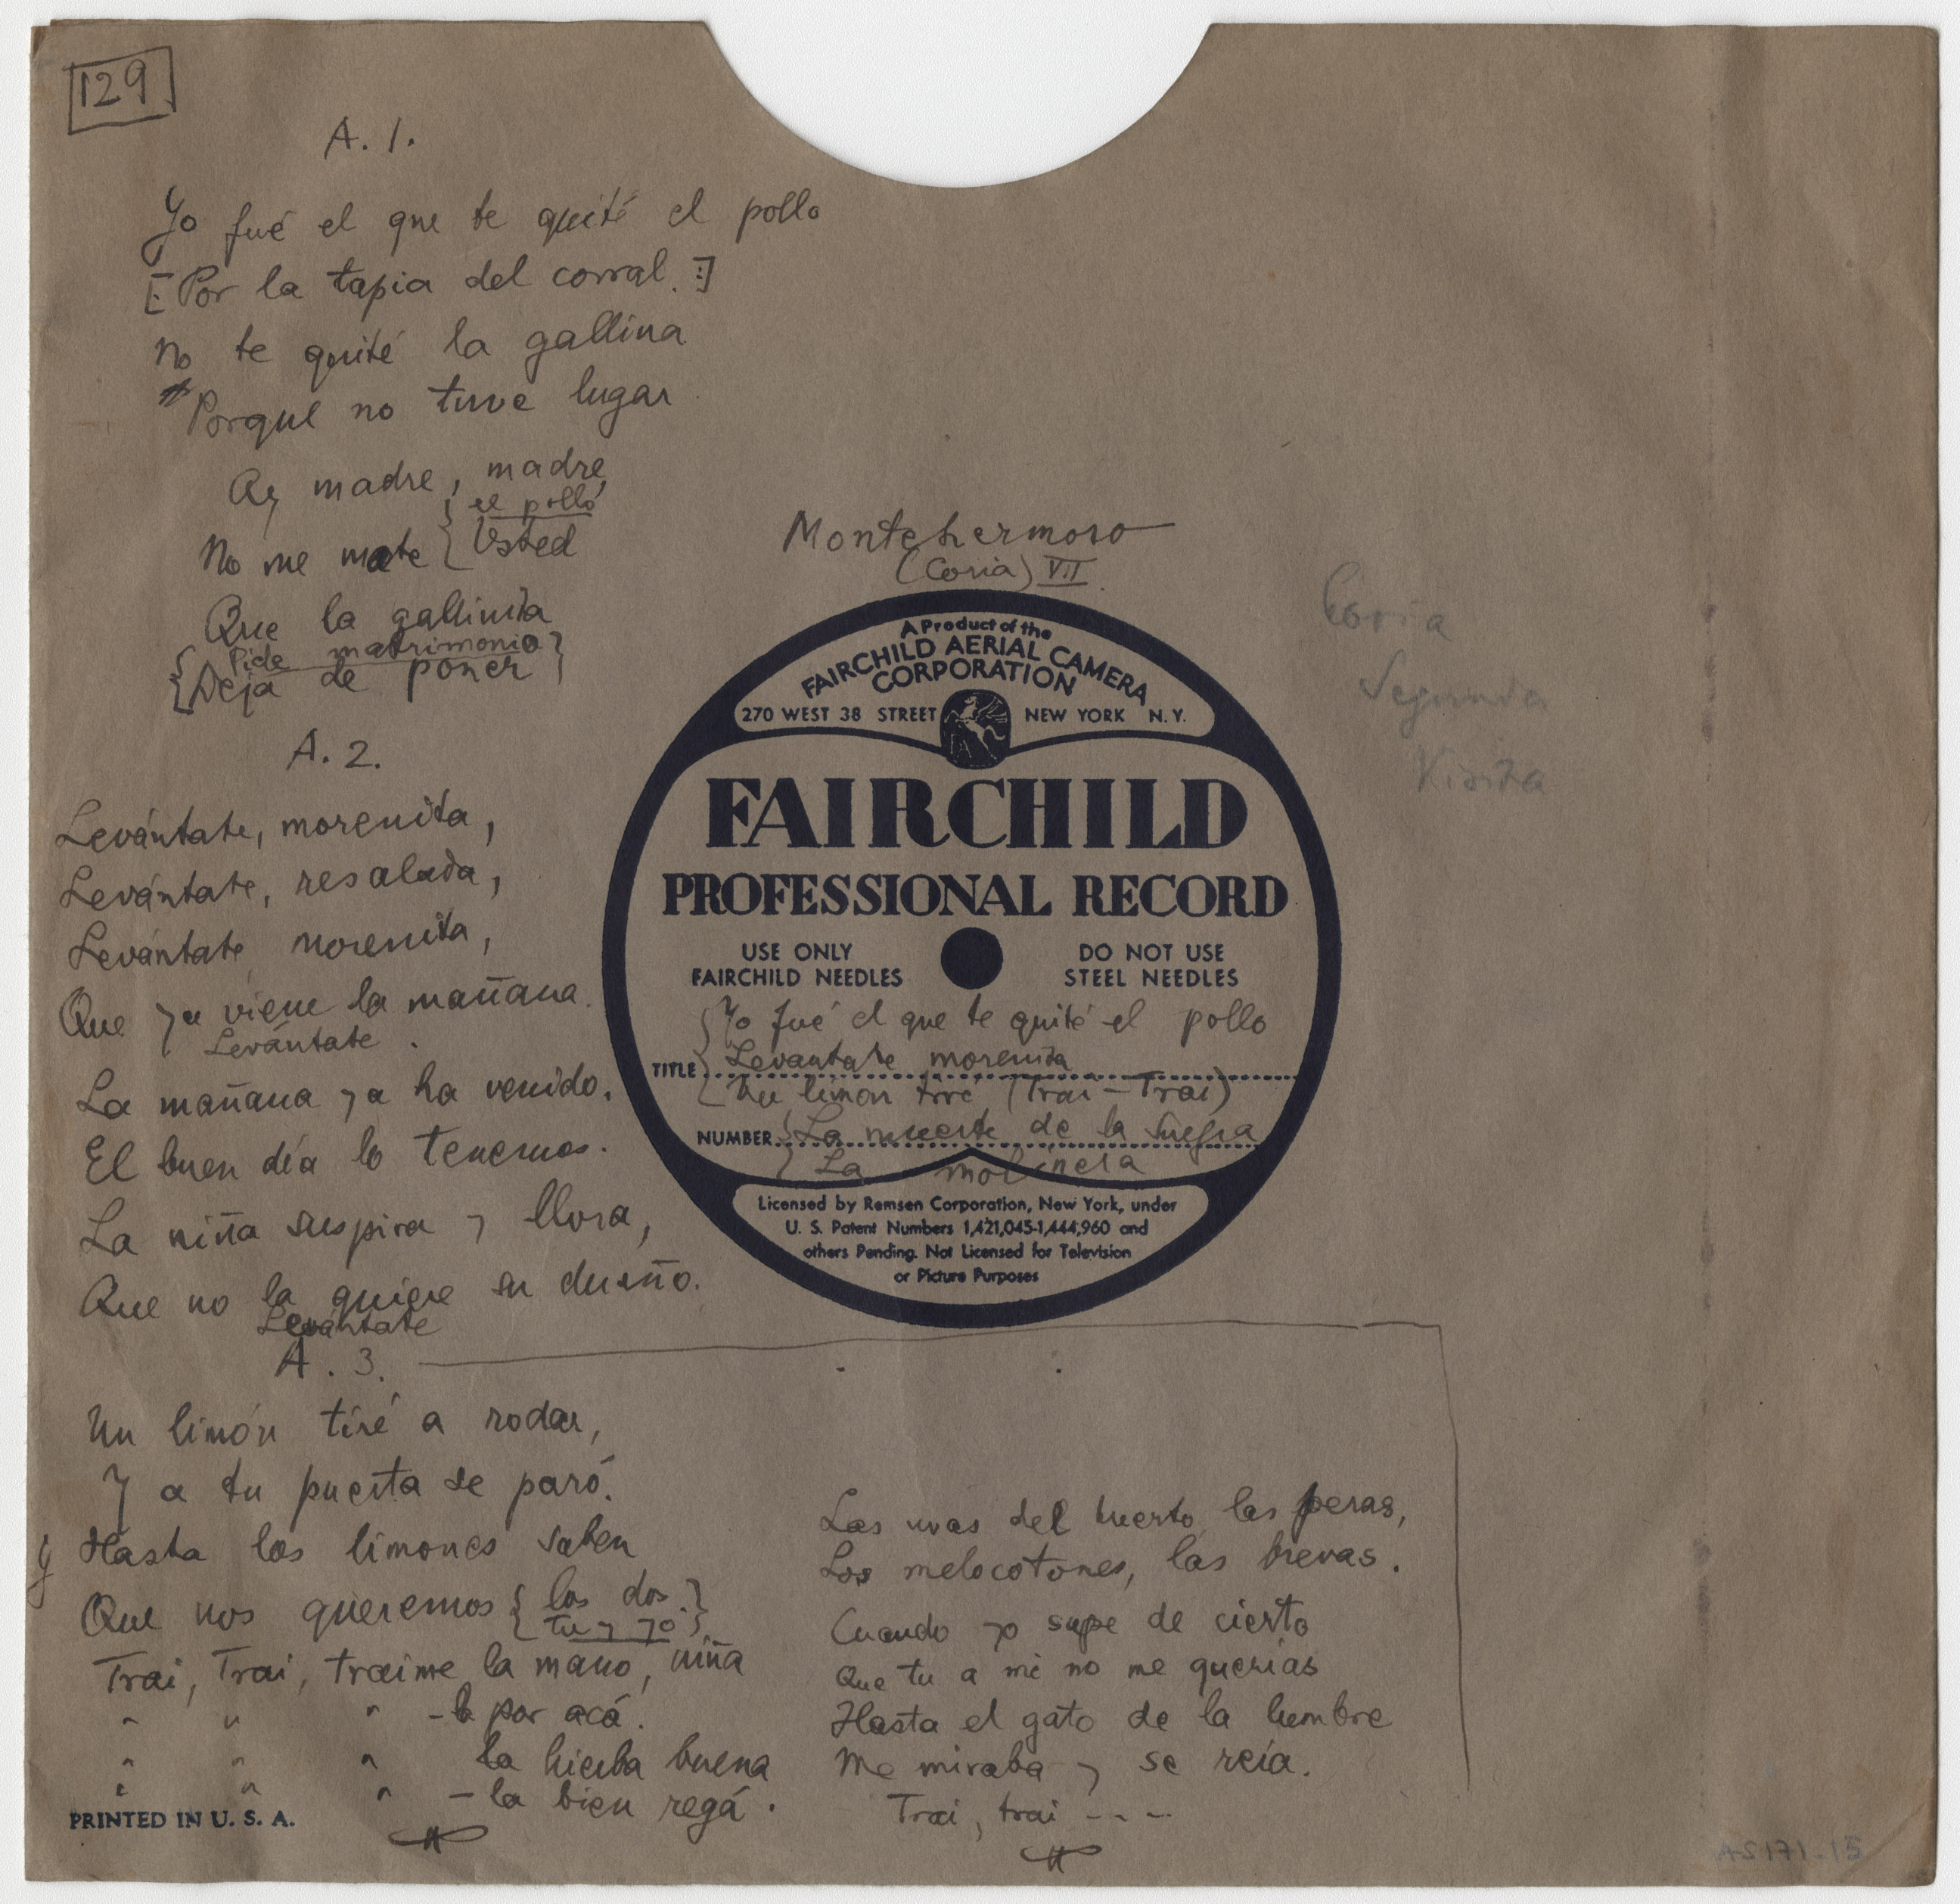 129
A. 1.
Yo fué el que te quité el pollo
[: Por la tapia del corral. :]
No te quité la gallina
Porque no tuve lugar
Ay madre, madre,
el pollo
No me mate { Usted
Que la gallinita
Pide matrimonio
{ Deja de poner }
A. 2.
Levántate, morenita,
Levántate, resalada,
Levántate morenita,
Que ya viene la mañana.
Levántate .
La mañana ya ha venido.
El buen día lo tenemos.
La niña suspira y llora,
Que no la quiere su dueño.
Levántate
A. 3.
Un limón tiré a rodar,
Y a tu puerta se paró.
y Hasta los limones saben
Que nos queremos { los dos. }
tu y yo
Trai, Trai, traime la mano, niña
" " " -la por acá.
" " " la hierba buena
" " " - la bien regá.
PRINTED IN U. S. A.
Montehermoso
(Coria) VII
A Product of the
FAIRCHILD AERIAL CAMERA
CORPORATION
270 WEST 38 STREET NEW YORK N. Y.
FAIRCHILD
PROFESSIONAL RECORD
USE ONLY
FAIRCHILD NEEDLES
DO NOT USE
STEEL NEEDLES
Yo fué el que te quité el pollo
TITLE Levantate morenita
Un limón tiré (Trai - Trai)
NUMBER La muerte de la Suegra
La molinera
Licensed by Remsen Corporation, New York, under
U. S. Patent Numbers 1,421,045-1,444,960 and
others Pending. Not Licensed for Television
or Picture Purposes
Coria
Segunda
Visita
Las uvas del huerto, las peras,
Los melocotones, las brevas.
Cuando yo supe de cierto
Que tu a mi no me querías
Hasta el gato de la lumbre
Me miraba y se reía.
Trai, trai - - -
AS171-15